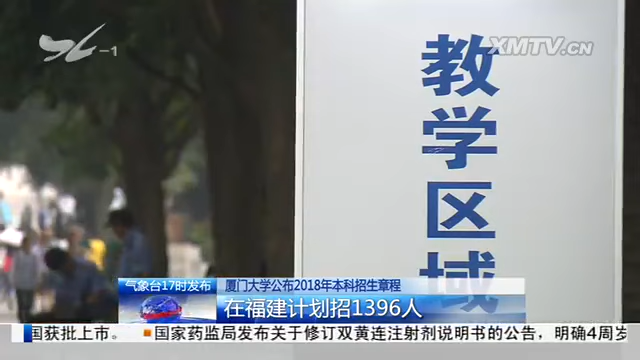 XMTV.CN
-1
教学区域
气象台17时发布
厦门大学公布2018年本科招生章程
在福建计划招1396人
国获批上市。 国家药监局发布关于修订双黄连注射剂说明书的公告，明确4周岁